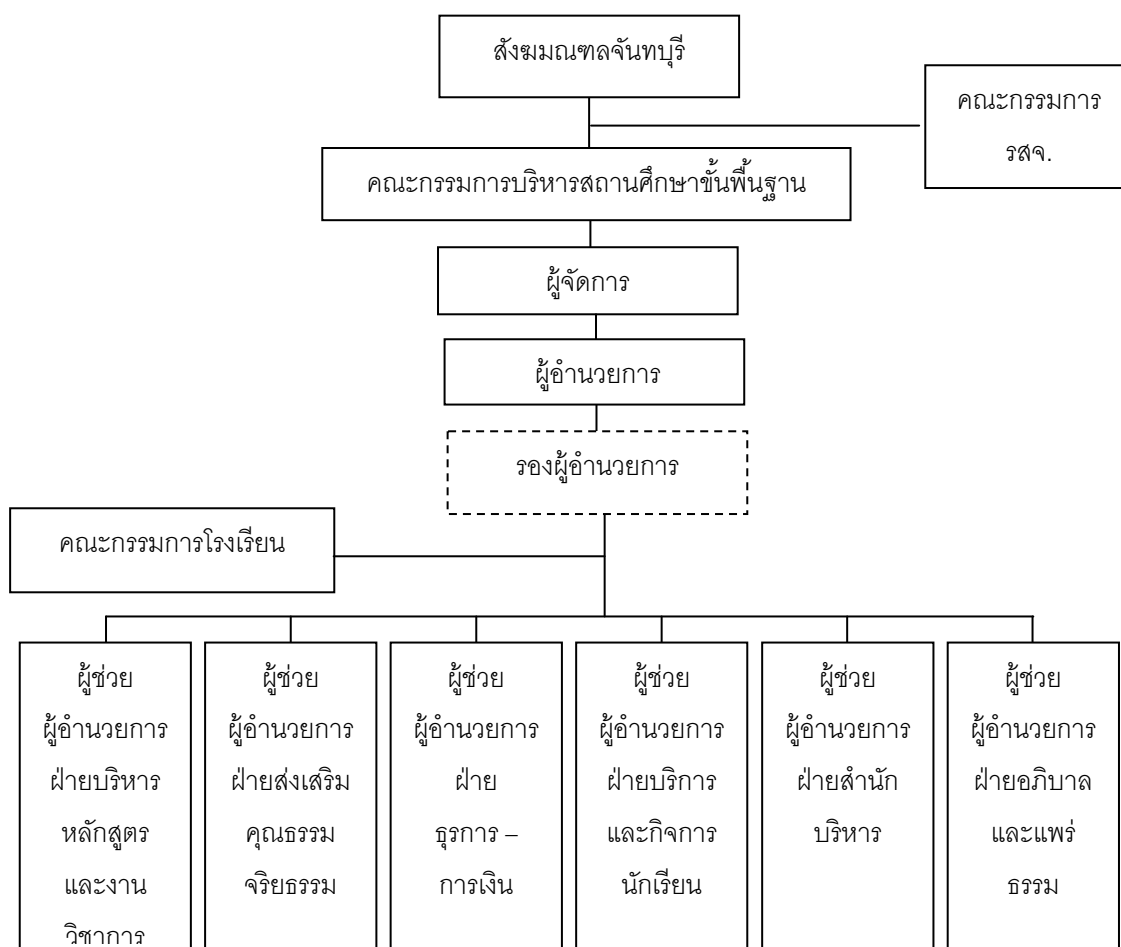 สังฆมณฑลจันทบุรี
คณะกรรมการ
รสจ.
คณะกรรมการบริหารสถานศึกษาขั้นพื้นฐาน
ผู้จัดการ
ผู้อำนวยการ
รองผู้อำนวยการ
คณะกรรมการโรงเรียน
ผู้ช่วย
ผู้อำนวยการ
ฝ่ายบริหาร
หลักสูตร
และงาน
วิชาการ
ผู้ช่วย
ผู้อำนวยการ
ฝ่ายส่งเสริม
คุณธรรม
จริยธรรม
ผู้ช่วย
ผู้อำนวยการ
ฝ่าย
ธุรการ –
การเงิน
ผู้ช่วย
ผู้อำนวยการ
ฝ่ายบริการ
และกิจการ
นักเรียน
ผู้ช่วย
ผู้อำนวยการ
ฝ่ายสำนัก
บริหาร
ผู้ช่วย
ผู้อำนวยการ
ฝ่ายอภิบาล
และแพร่
ธรรม